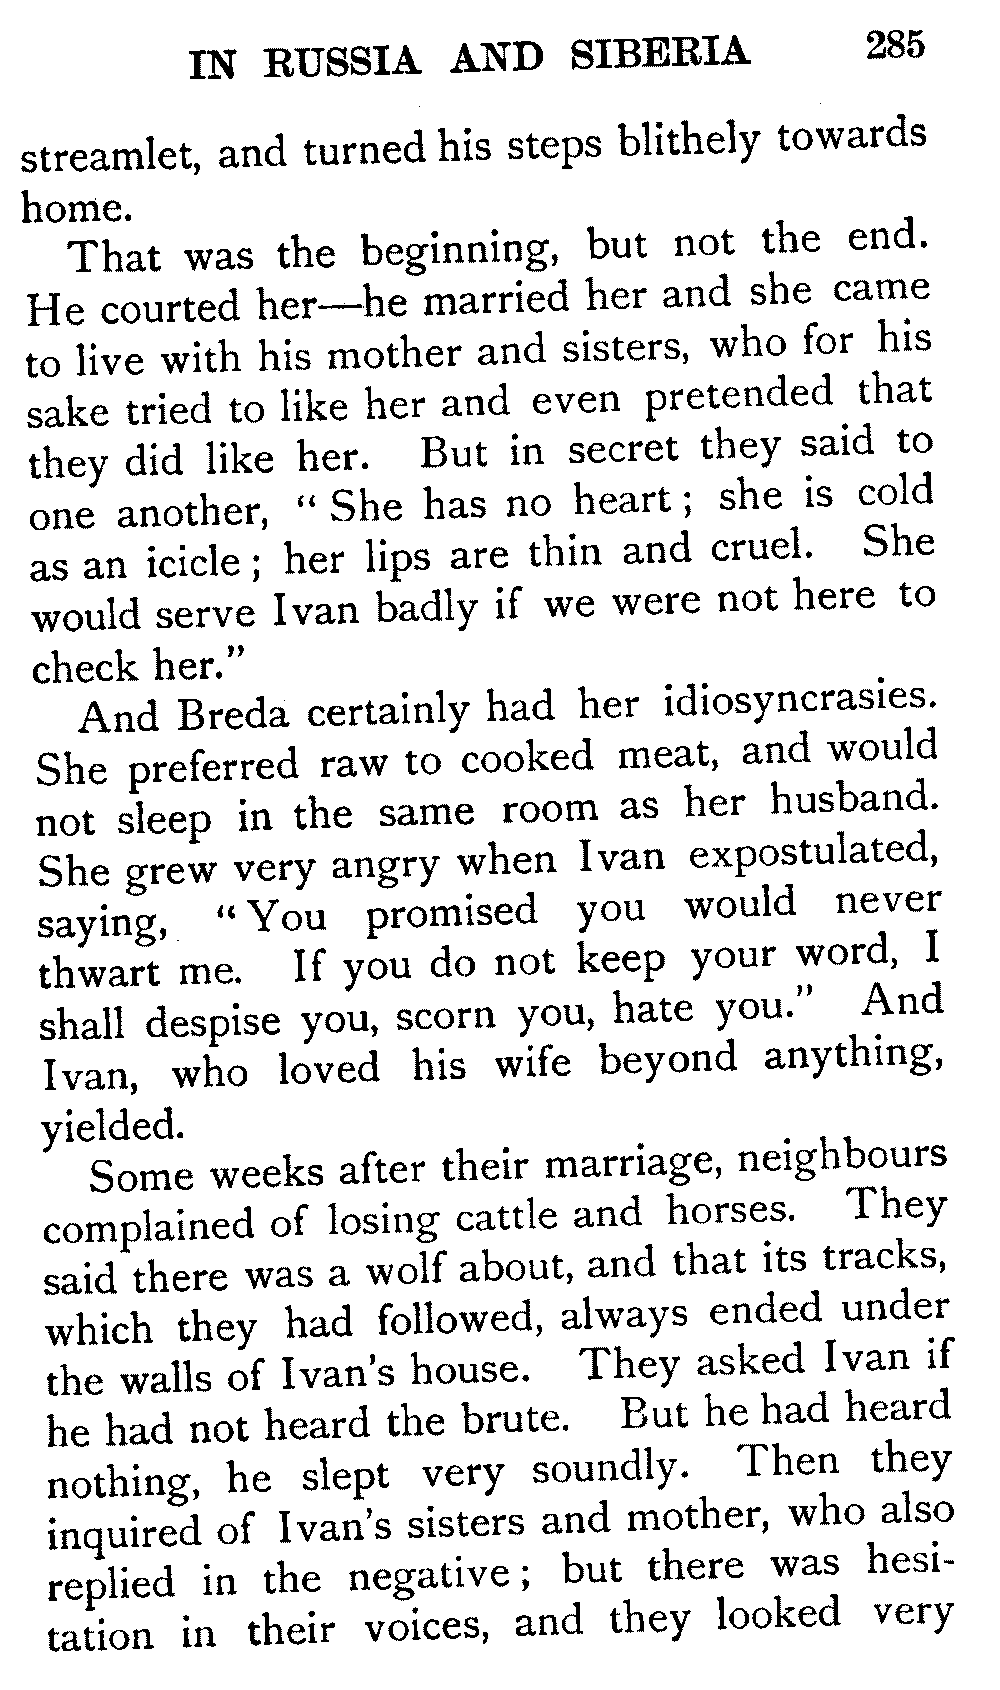 IN RUSSIA AND SIBERIA 285
streamlet, and turned his steps blithely towards
home.
That was the beginning, but not the end.
He courted her—he married her and she came
to live with his mother and sisters, who for his
sake tried to like her and even pretended that
they did like her. But in secret they said to
one another, “ She has no heart ; she is cold
as an icicle ; her lips are thin and cruel. She
would serve Ivan badly if we were not here to
check her.”
And Breda certainly had her idiosyncrasies.
She preferred raw to cooked meat, and would
not sleep in the same room as her husband.
She grew very angry when Ivan expostulated,
saying, “ You promised you would never
thwart me. If you do not keep your word, I
shall despise you, scorn you, hate you.” And
Ivan, who loved his wife beyond anything,
yielded.
Some weeks after their marriage, neighbours
complained of losing cattle and horses. They
said there was a wolf about, and that its tracks,
which they had followed, always ended under
the walls of Ivan's house. They asked Ivan if
he had not heard the brute. But he had heard
nothing, he slept very soundly. Then they
inquired of Ivan's sisters and mother, who also
replied in the negative ; but there was hesi-
tation in their voices, and they looked very